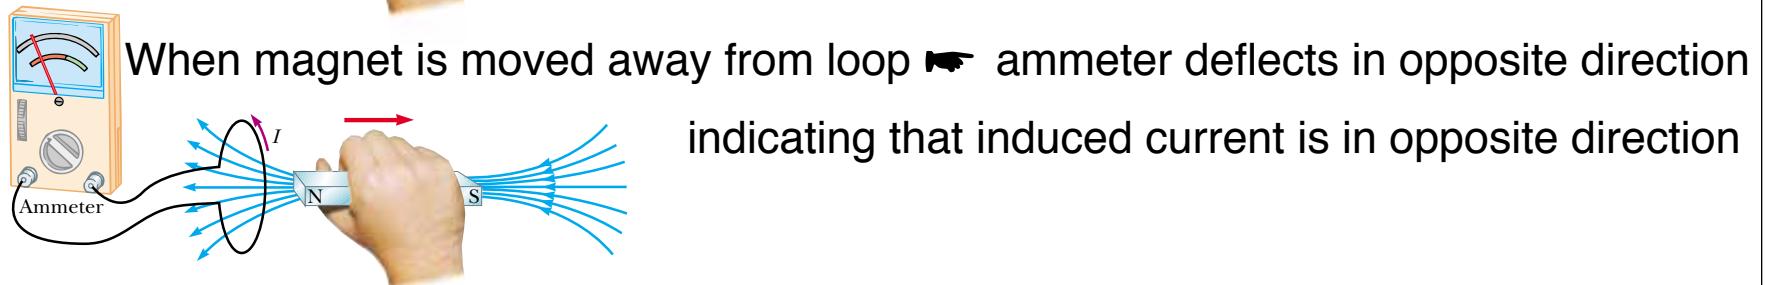 When magnet is moved away from loop ☛ ammeter deflects in opposite direction
indicating that induced current is in opposite direction
I
N
S
Ammeter